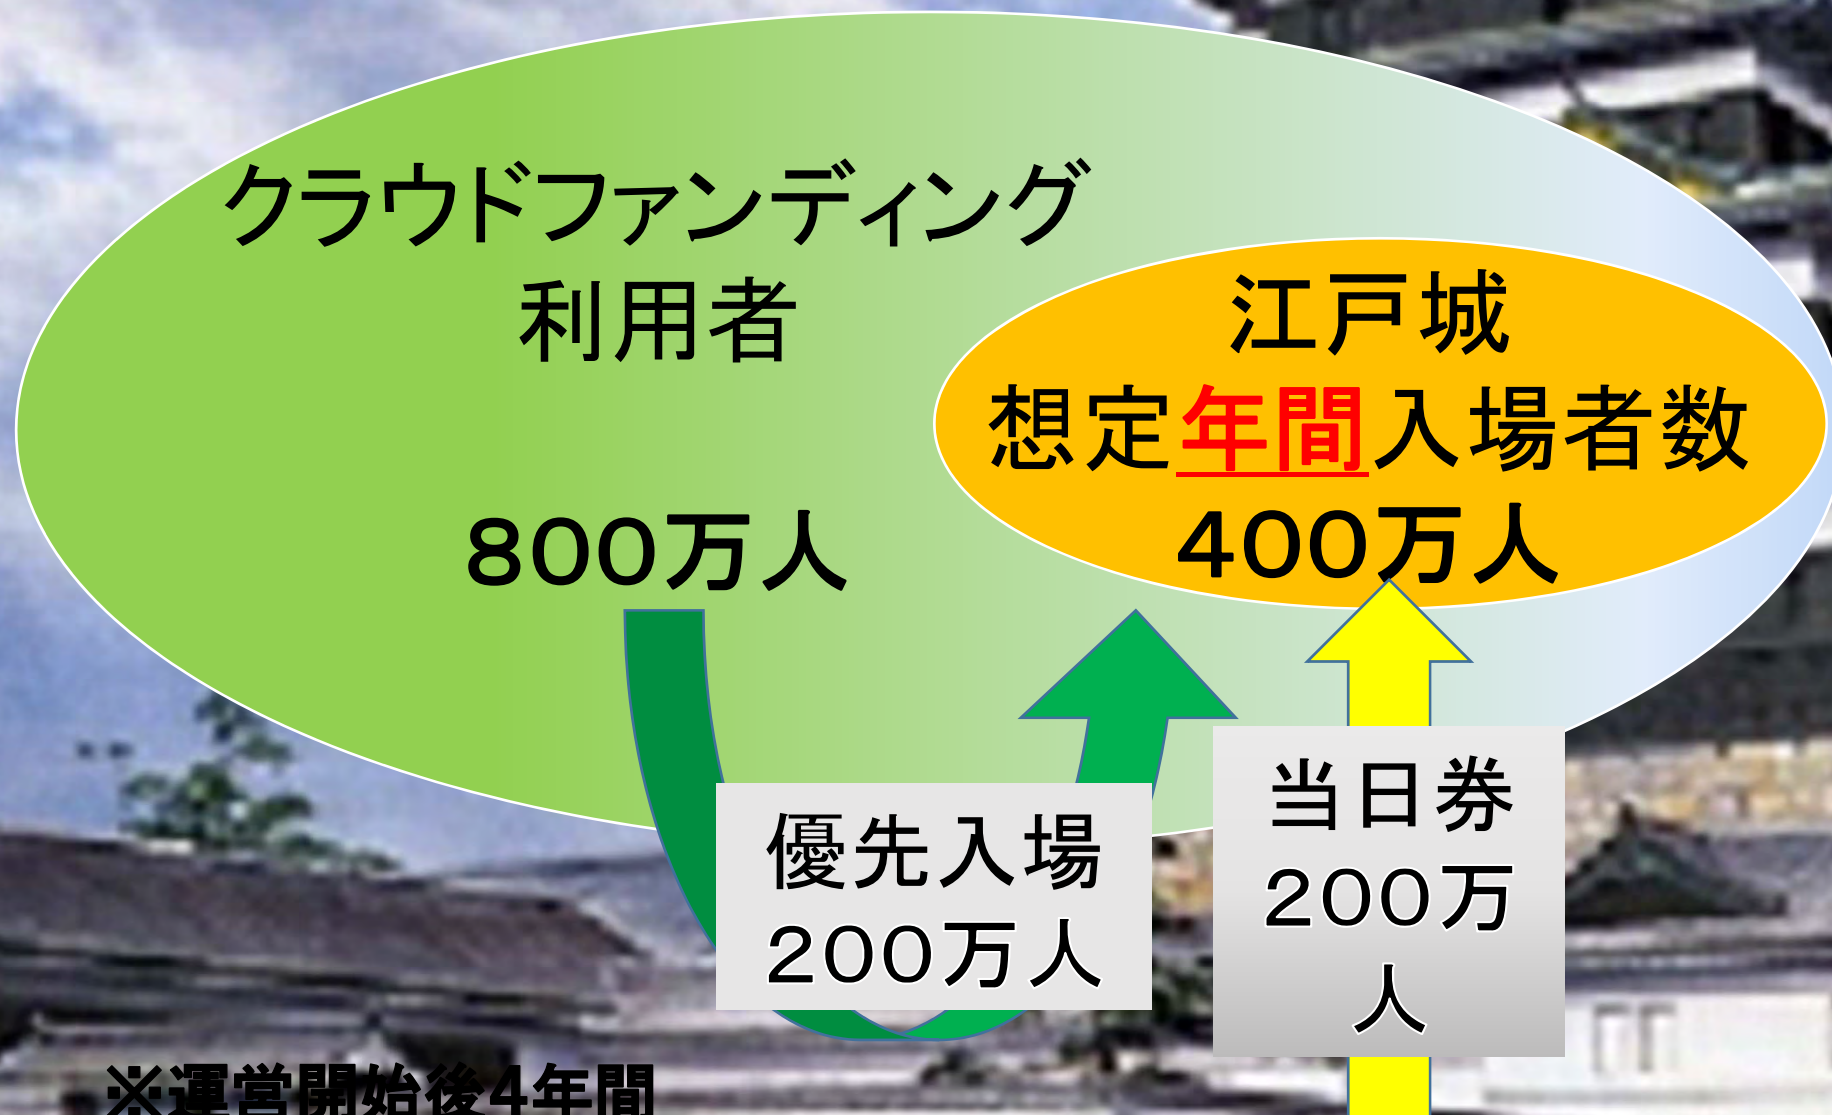 クラウドファンディング
利用者
800万人
江戸城
想定年間入場者数
400万人
優先入場
200万人
当日券
200万
人
※運営開始後4年間